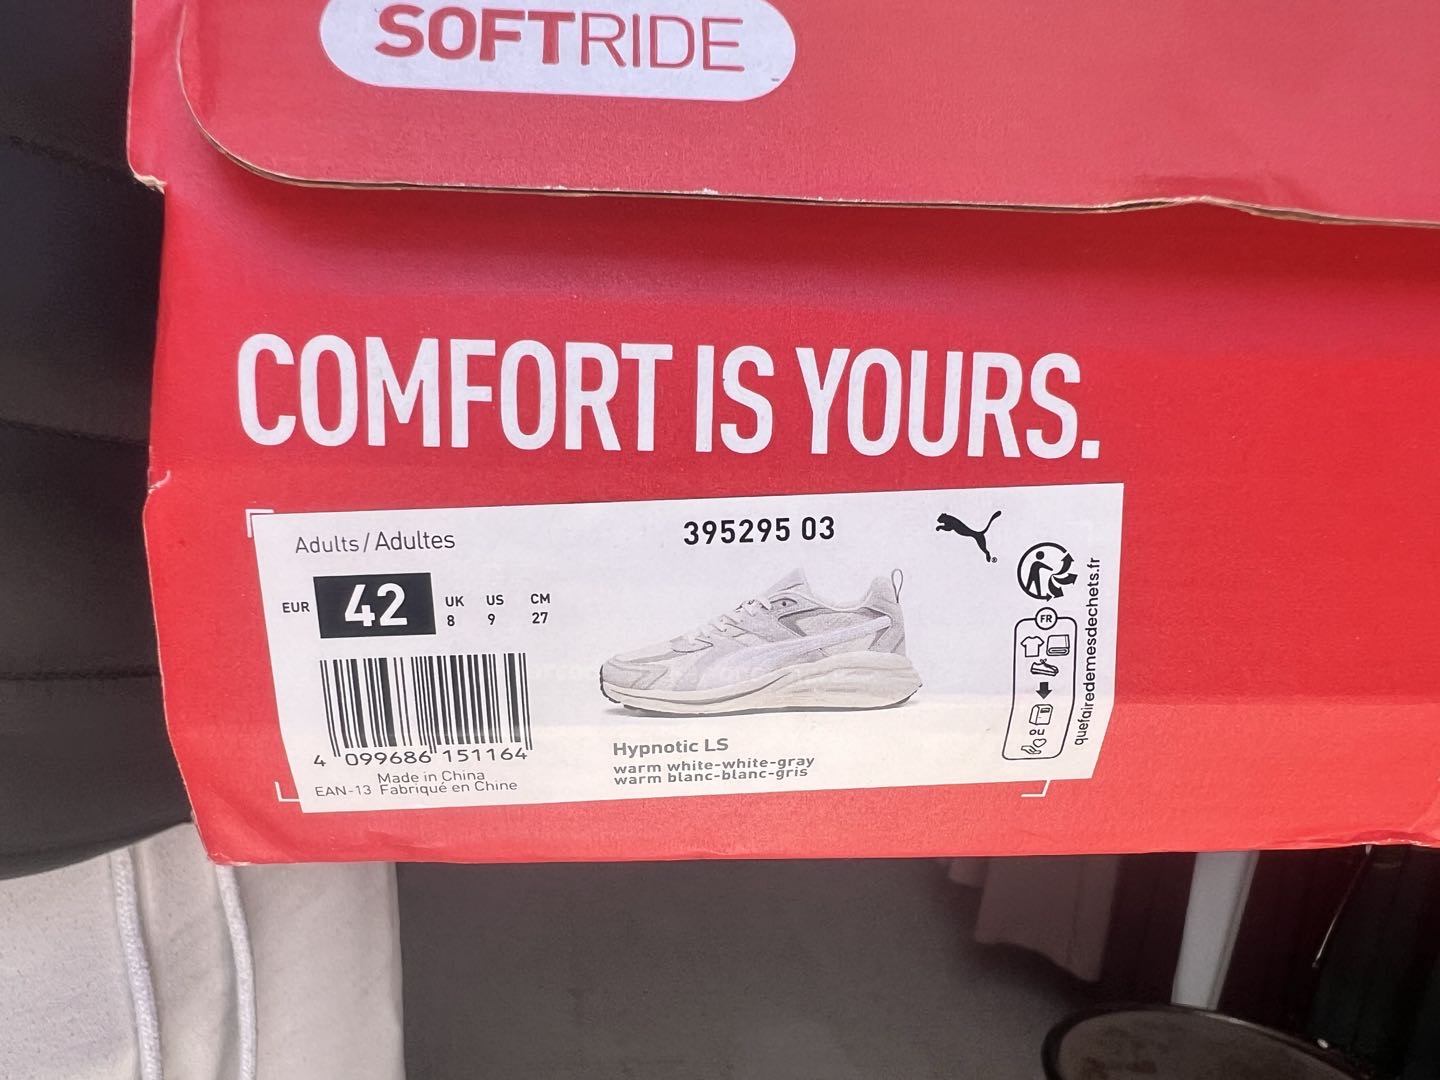 SOFTRIDE
COMFORT IS YOURS.
Adults / Adultes
395295 03
EUR 42 UK 8 US 9 CM 27
4 099686 151164
Made in China
EAN-13 Fabriqué en Chine
Hypnotic LS
warm white-white-gray
warm blanc-blanc-gris
FR
OU
quefairedemesdechets.fr